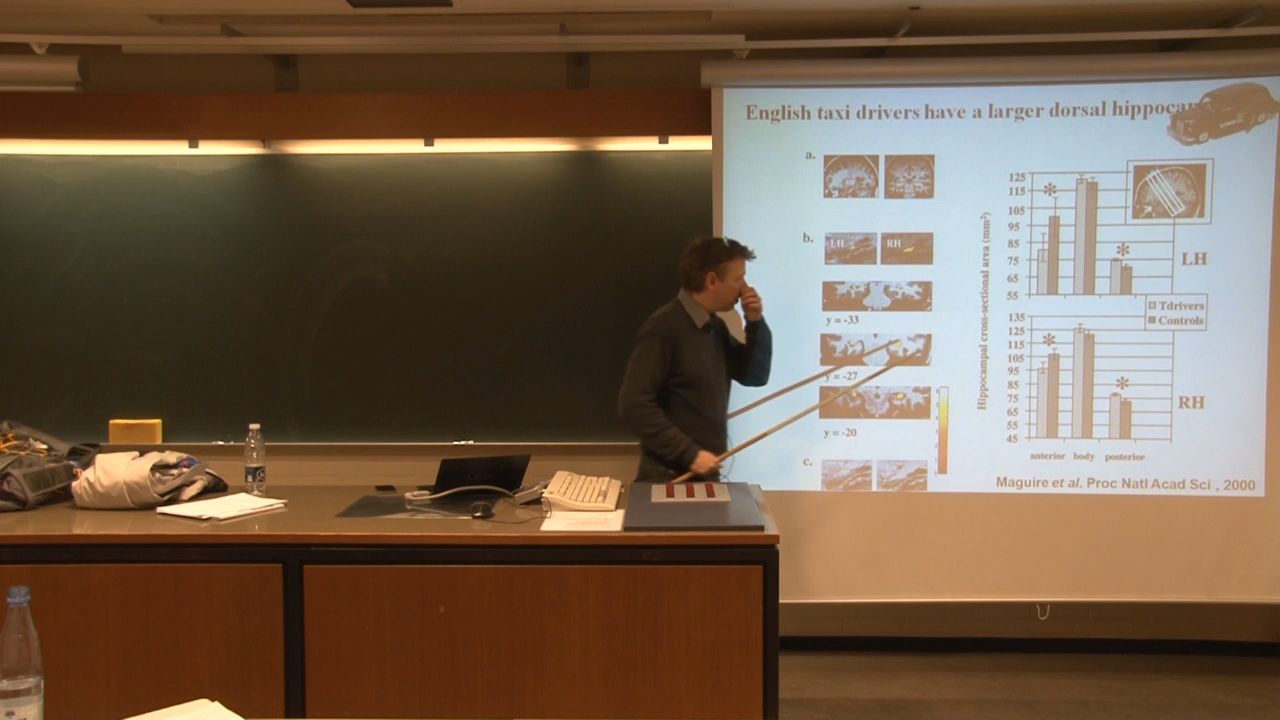 English taxi drivers have a larger dorsal hippocam
a.
b.
LH
RH
y = -33
y = -27
y = -20
c.
Hippocampal cross-sectional area (mm²)
125
115
105
95
85
75
65
55
*
*
LH
Tdrivers
Controls
135
125
115
105
95
85
75
65
55
45
*
*
RH
anterior body posterior
Maguire et al. Proc Natl Acad Sci , 2000